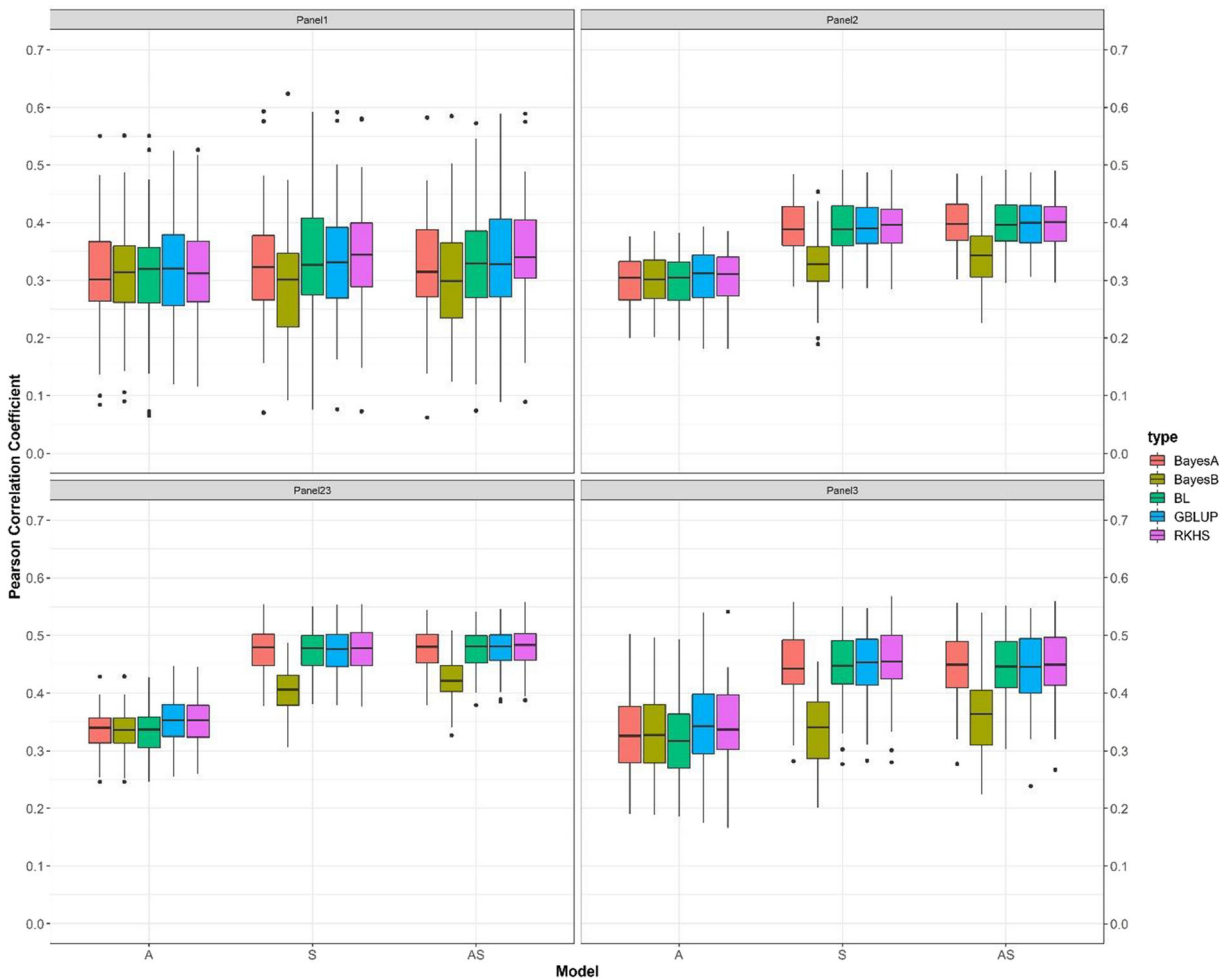 Panel1
Panel2
0.7
0.6
0.5
0.4
0.3
0.2
0.1
0.0
0.7
0.6
0.5
0.4
0.3
0.2
0.1
0.0
Pearson Correlation Coefficient
Panel23
Panel3
0.7
0.6
0.5
0.4
0.3
0.2
0.1
0.0
0.7
0.6
0.5
0.4
0.3
0.2
0.1
0.0
A
S
AS
A
S
AS
Model
type
BayesA
BayesB
BL
GBLUP
RKHS